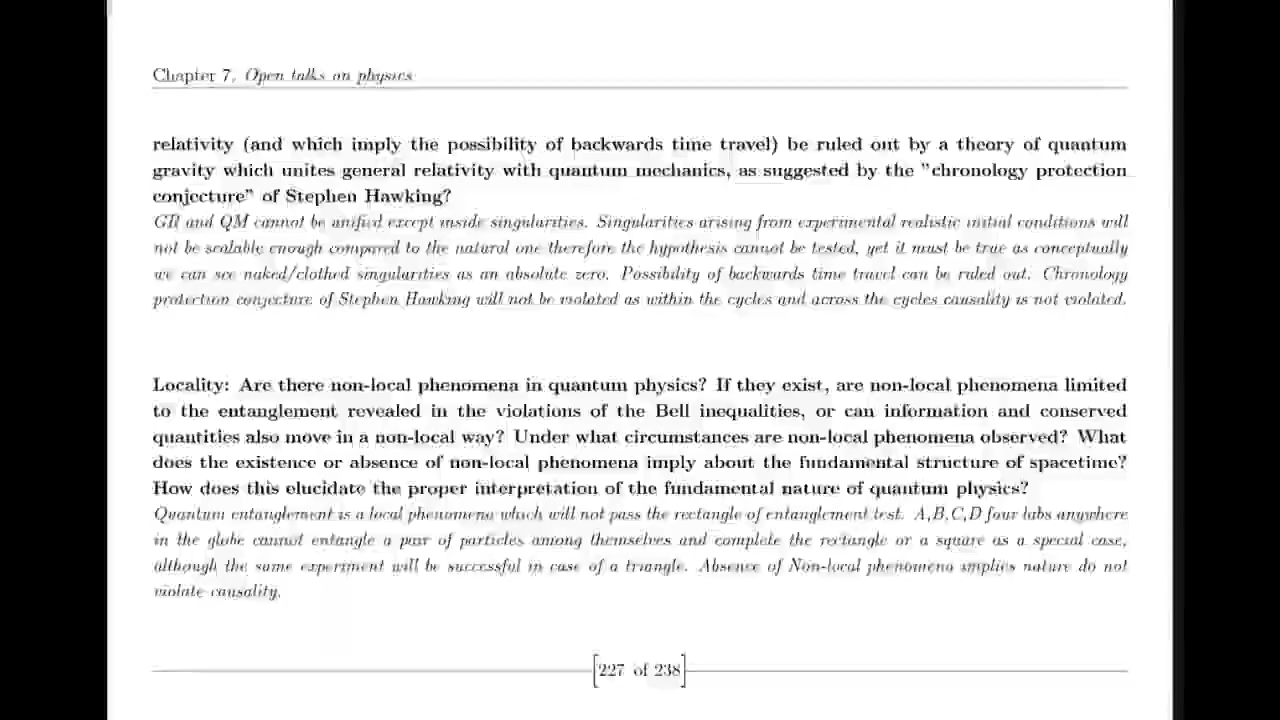 Chapter 7. Open talks on physics
relativity (and which imply the possibility of backwards time travel) be ruled out by a theory of quantum
gravity which unites general relativity with quantum mechanics, as suggested by the "chronology protection
conjecture" of Stephen Hawking?
GR and QM cannot be unified except inside singularities. Singularities arising from experimental realistic initial conditions will
not be scalable enough compared to the natural one therefore the hypothesis cannot be tested, yet it must be true as conceptually
we can see naked/clothed singularities as an absolute zero. Possibility of backwards time travel can be ruled out. Chronology
protection conjecture of Stephen Hawking will not be violated as within the cycles and across the cycles causality is not violated.
Locality: Are there non-local phenomena in quantum physics? If they exist, are non-local phenomena limited
to the entanglement revealed in the violations of the Bell inequalities, or can information and conserved
quantities also move in a non-local way? Under what circumstances are non-local phenomena observed? What
does the existence or absence of non-local phenomena imply about the fundamental structure of spacetime?
How does this elucidate the proper interpretation of the fundamental nature of quantum physics?
Quantum entanglement is a local phenomena which will not pass the rectangle of entanglement test. A,B,C,D four labs anywhere
in the globe cannot entangle a pair of particles among themselves and complete the rectangle or a square as a special case,
although the same experiment will be successful in case of a triangle. Absence of Non-local phenomena implies nature do not
violate causality.
227 of 238